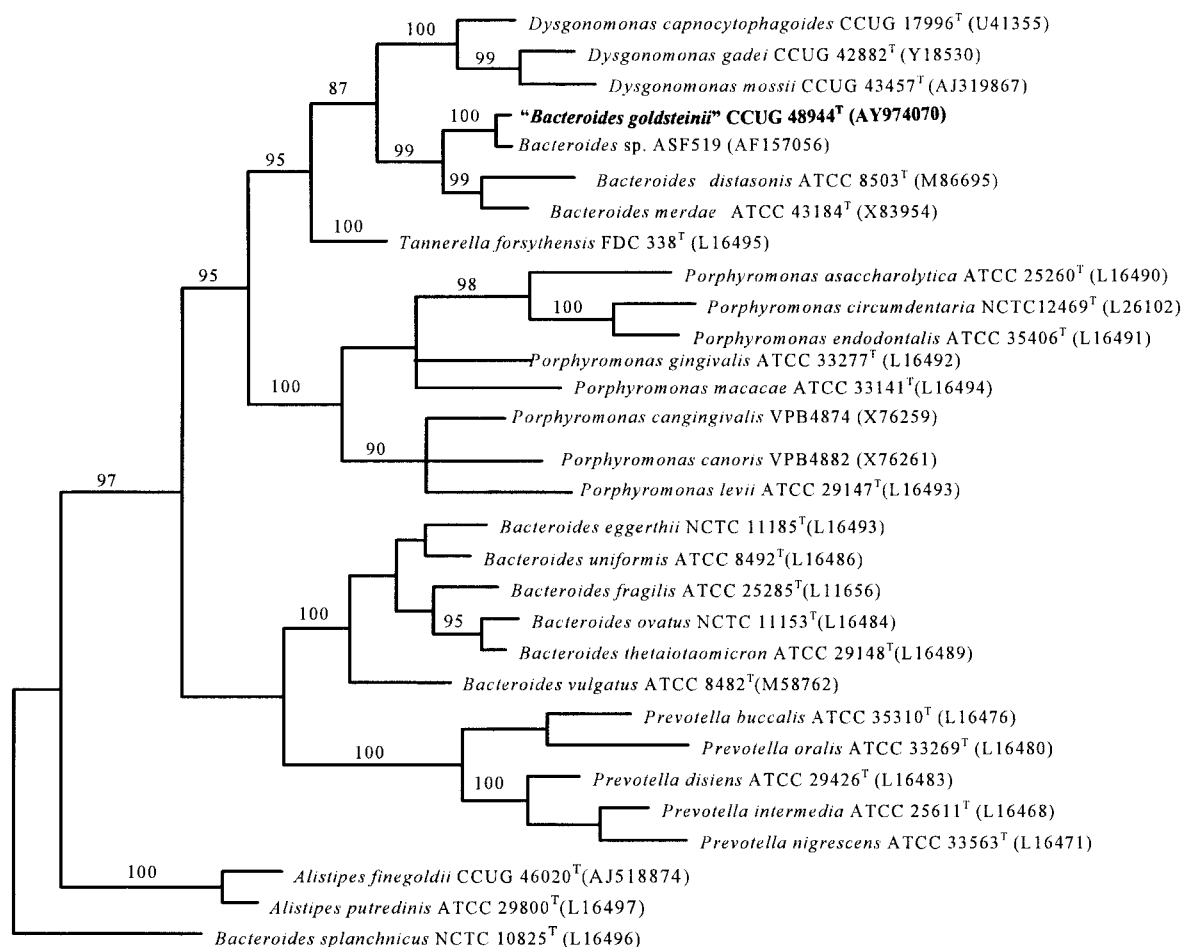 100
Dysgonomonas capnocytophagoides CCUG 17996T (U41355)
99
Dysgonomonas gadei CCUG 42882T (Y18530)
Dysgonomonas mossii CCUG 43457T (AJ319867)
87
100
“Bacteroides goldsteinii” CCUG 48944T (AY974070)
Bacteroides sp. ASF519 (AF157056)
99
95
99
Bacteroides distasonis ATCC 8503T (M86695)
Bacteroides merdae ATCC 43184T (X83954)
100
Tannerella forsythensis FDC 338T (L16495)
95
98
Porphyromonas asaccharolytica ATCC 25260T (L16490)
100
Porphyromonas circumdentaria NCTC12469T (L26102)
Porphyromonas endodontalis ATCC 35406T (L16491)
Porphyromonas gingivalis ATCC 33277T (L16492)
100
Porphyromonas macacae ATCC 33141T(L16494)
Porphyromonas cangingivalis VPB4874 (X76259)
90
Porphyromonas canoris VPB4882 (X76261)
97
Porphyromonas levii ATCC 29147T(L16493)
Bacteroides eggerthii NCTC 11185T(L16493)
Bacteroides uniformis ATCC 8492T(L16486)
Bacteroides fragilis ATCC 25285T(L11656)
100
95
Bacteroides ovatus NCTC 11153T(L16484)
Bacteroides thetaiotaomicron ATCC 29148T(L16489)
Bacteroides vulgatus ATCC 8482T(M58762)
Prevotella buccalis ATCC 35310T (L16476)
100
Prevotella oralis ATCC 33269T (L16480)
100
Prevotella disiens ATCC 29426T (L16483)
Prevotella intermedia ATCC 25611T (L16468)
Prevotella nigrescens ATCC 33563T (L16471)
100
Alistipes finegoldii CCUG 46020T(AJ518874)
Alistipes putredinis ATCC 29800T(L16497)
Bacteroides splanchnicus NCTC 10825T (L16496)